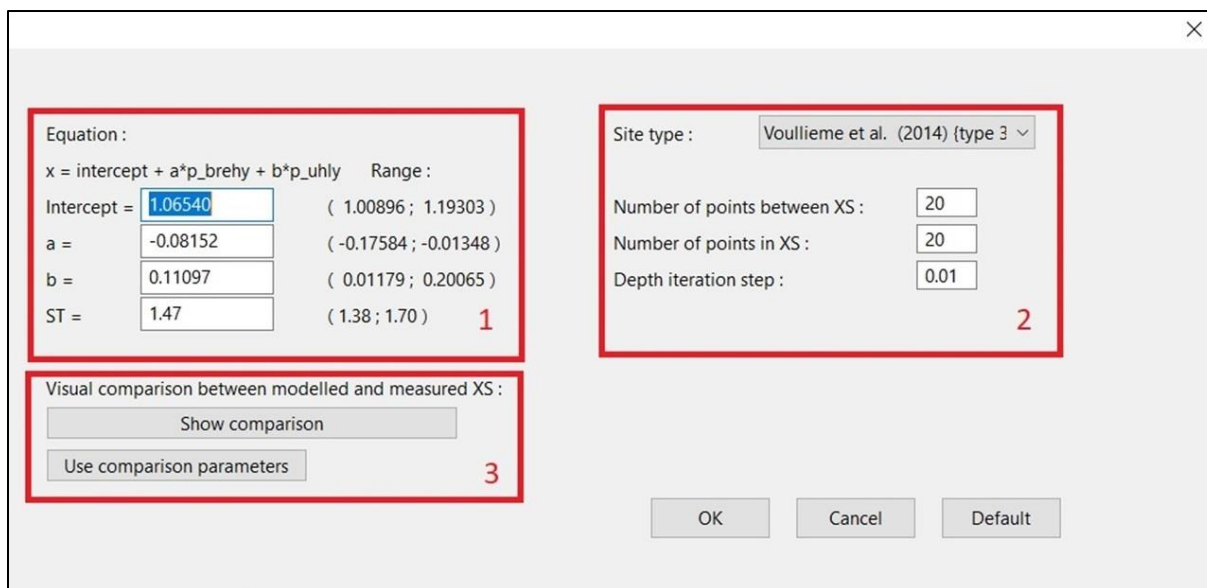 Equation :
x = intercept + a*p_brehy + b*p_uhly Range :
Intercept = 1.06540 ( 1.00896 ; 1.19303 )
a = -0.08152 ( -0.17584 ; -0.01348 )
b = 0.11097 ( 0.01179 ; 0.20065 )
ST = 1.47 ( 1.38 ; 1.70 )
1
Site type : Voullieme et al. (2014) {type 3
Number of points between XS : 20
Number of points in XS : 20
Depth iteration step : 0.01
2
Visual comparison between modelled and measured XS :
Show comparison
Use comparison parameters
3
OK Cancel Default